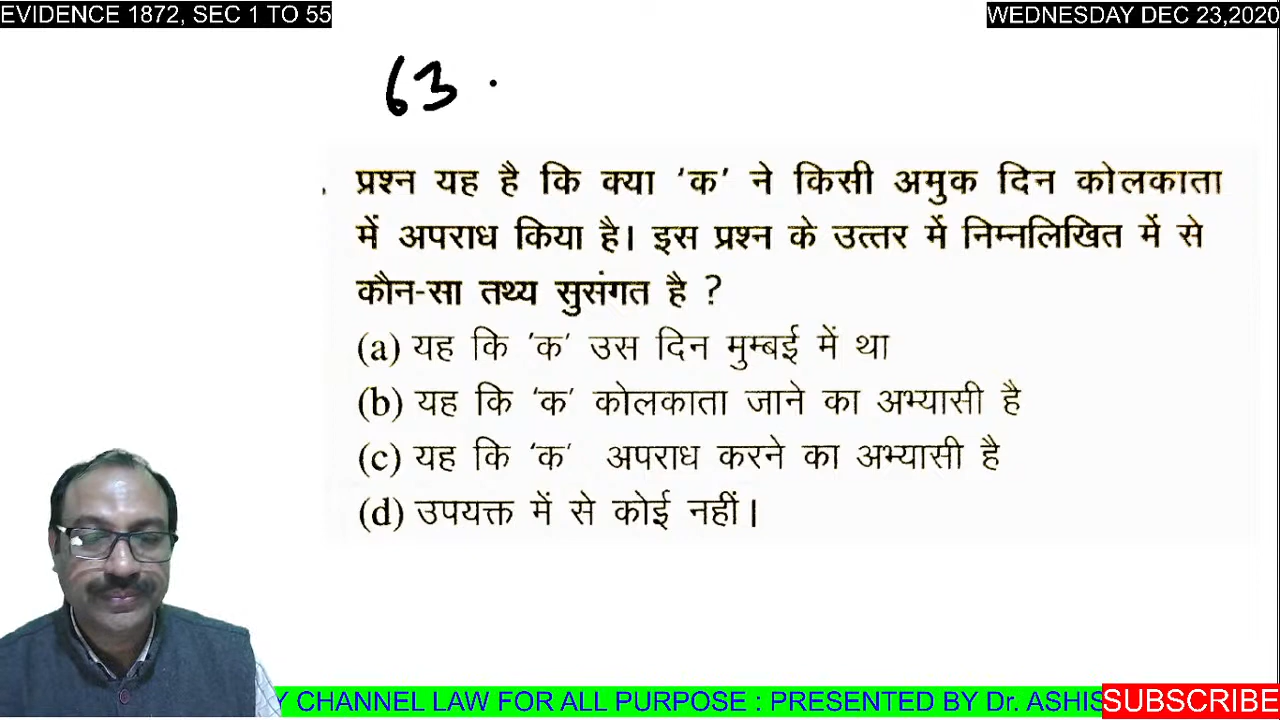 EVIDENCE 1872, SEC 1 TO 55
WEDNESDAY DEC 23,2020
63.
प्रश्न यह है कि क्या 'क' ने किसी अमुक दिन कोलकाता
में अपराध किया है। इस प्रश्न के उत्तर में निम्नलिखित में से
कौन-सा तथ्य सुसंगत है ?
(a) यह कि 'क' उस दिन मुम्बई में था
(b) यह कि 'क' कोलकाता जाने का अभ्यासी है
(c) यह कि 'क' अपराध करने का अभ्यासी है
(d) उपयक्त में से कोई नहीं।
Y CHANNEL LAW FOR ALL PURPOSE : PRESENTED BY Dr. ASHIS
SUBSCRIBE